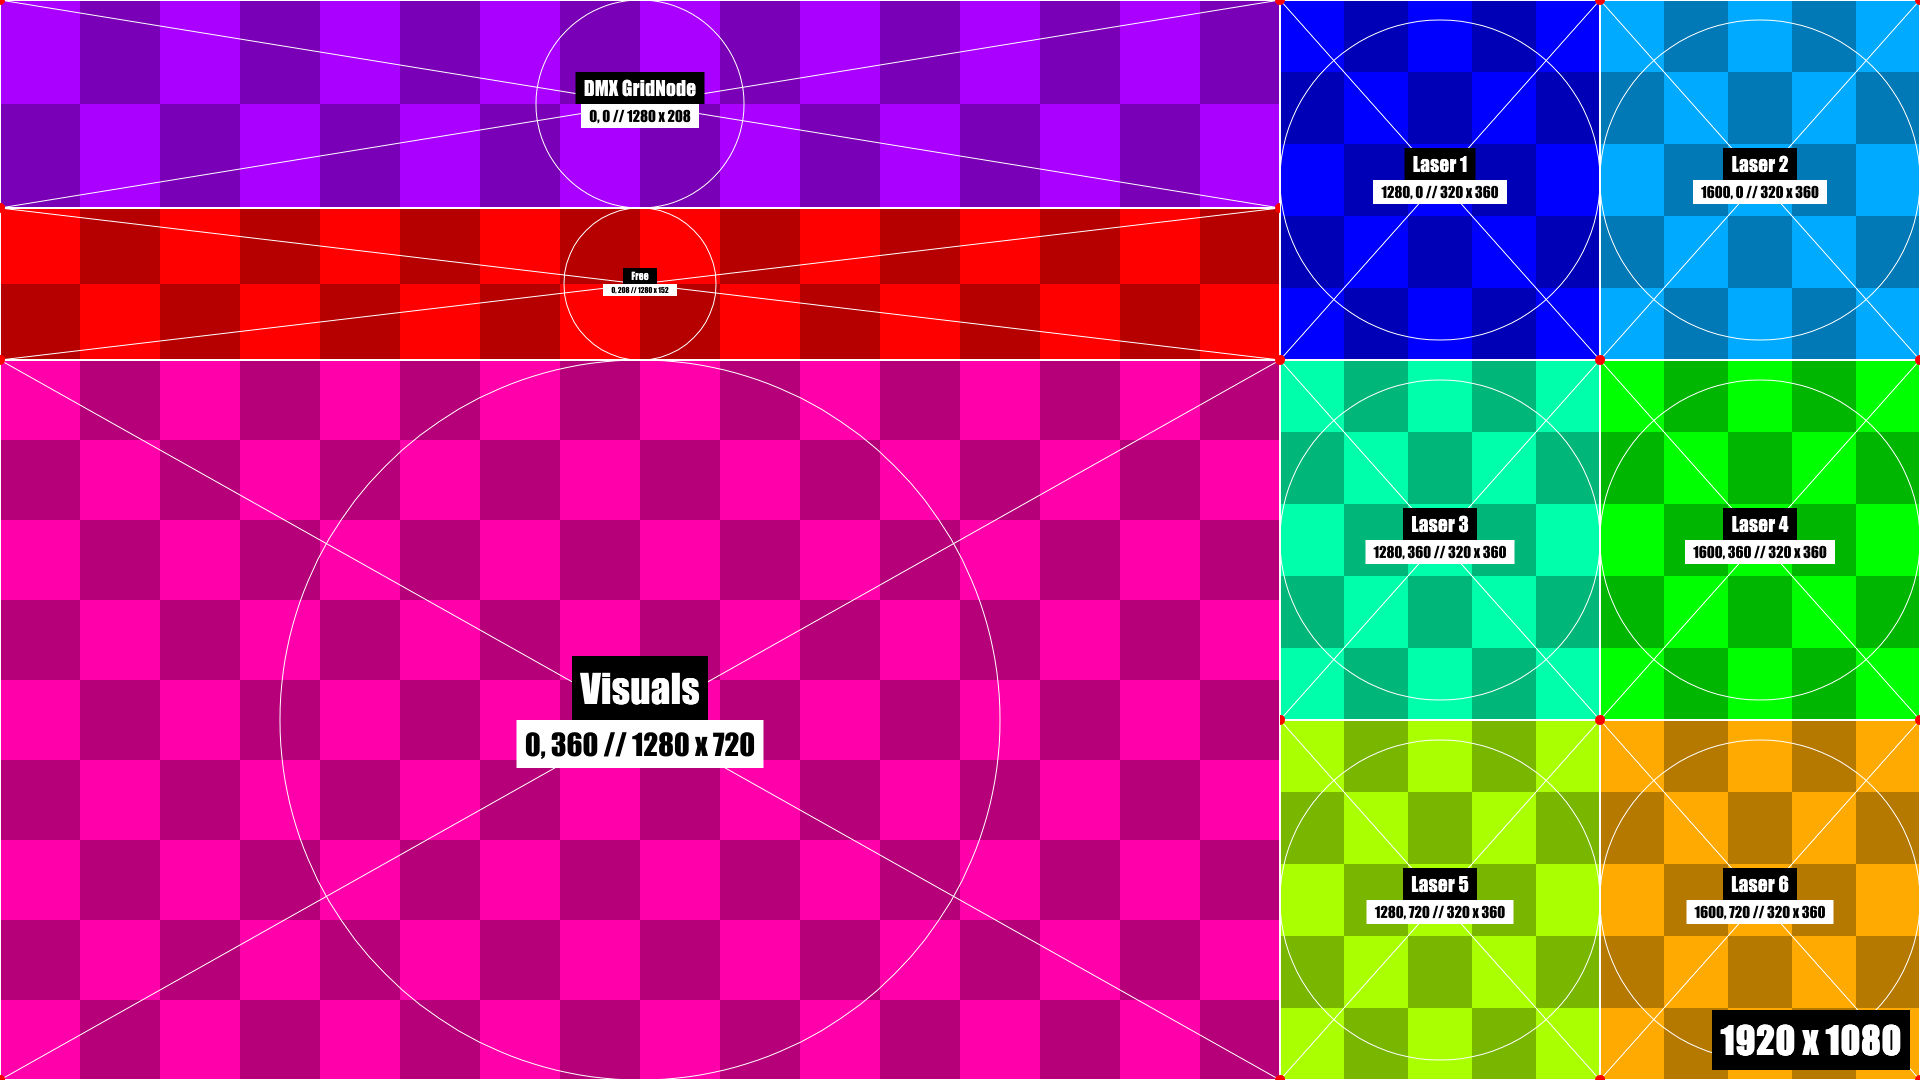 DMX GridNode
0, 0 // 1280 x 208
Free
0, 208 // 1280 x 152
Visuals
0, 360 // 1280 x 720
Laser 1
1280, 0 // 320 x 360
Laser 2
1600, 0 // 320 x 360
Laser 3
1280, 360 // 320 x 360
Laser 4
1600, 360 // 320 x 360
Laser 5
1280, 720 // 320 x 360
Laser 6
1600, 720 // 320 x 360
1920 x 1080